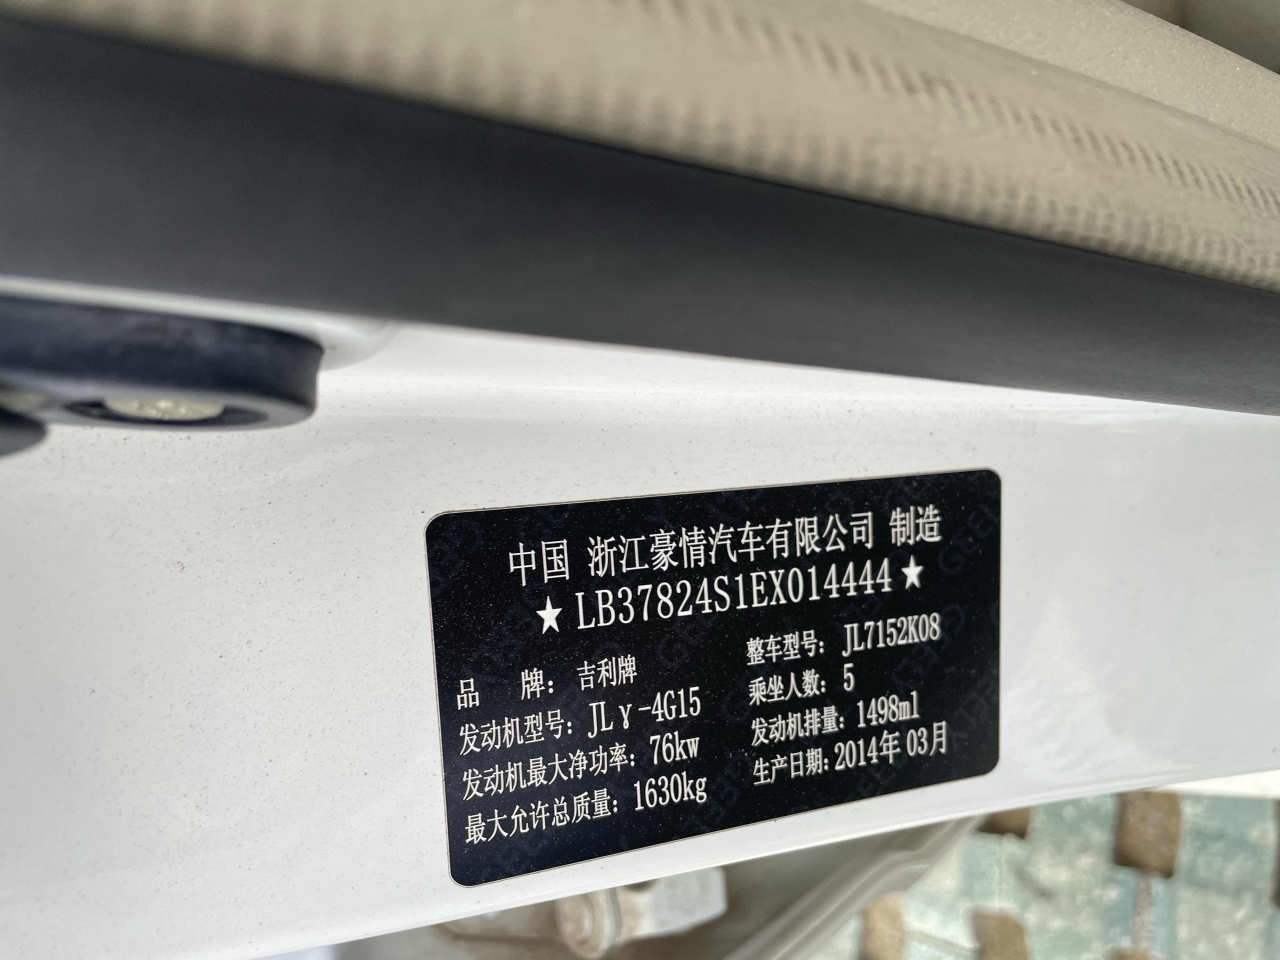 中国 浙江豪情汽车有限公司 制造
★LB37824S1EX014444★
品 牌：吉利牌 整车型号：JL7152K08
发动机型号：JLγ-4G15 乘坐人数：5
发动机最大净功率：76kw 发动机排量：1498ml
最大允许总质量：1630kg 生产日期：2014年 03月